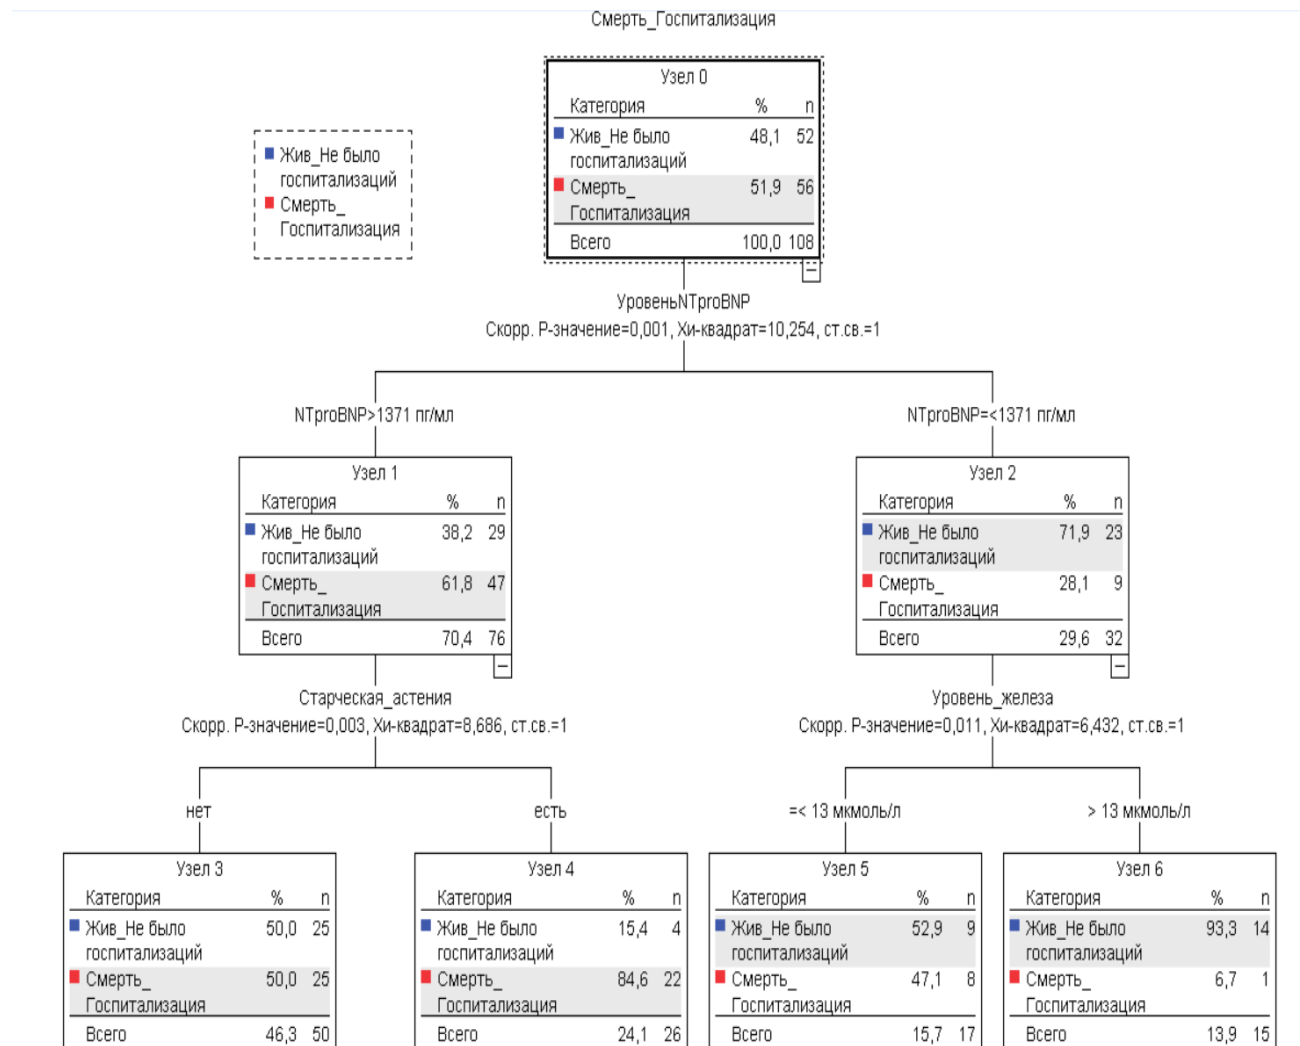 Смерть_Госпитализация
Узел 0
Категория % n
Жив_Не было 48,1 52
госпитализаций
Смерть_ 51,9 56
Госпитализация
Всего 100,0 108
Жив_Не было
госпитализаций
Смерть_
Госпитализация
УровеньNTproBNP
Скорр. Р-значение=0,001, Хи-квадрат=10,254, ст.св.=1
NTproBNP>1371 пг/мл
NTproBNP=<1371 пг/мл
Узел 1
Категория % n
Жив_Не было 38,2 29
госпитализаций
Смерть_ 61,8 47
Госпитализация
Всего 70,4 76
Узел 2
Категория % n
Жив_Не было 71,9 23
госпитализаций
Смерть_ 28,1 9
Госпитализация
Всего 29,6 32
Старческая_астения
Скорр. Р-значение=0,003, Хи-квадрат=8,686, ст.св.=1
Уровень_железа
Скорр. Р-значение=0,011, Хи-квадрат=6,432, ст.св.=1
нет
есть
=< 13 мкмоль/л
> 13 мкмоль/л
Узел 3
Категория % n
Жив_Не было 50,0 25
госпитализаций
Смерть_ 50,0 25
Госпитализация
Всего 46,3 50
Узел 4
Категория % n
Жив_Не было 15,4 4
госпитализаций
Смерть_ 84,6 22
Госпитализация
Всего 24,1 26
Узел 5
Категория % n
Жив_Не было 52,9 9
госпитализаций
Смерть_ 47,1 8
Госпитализация
Всего 15,7 17
Узел 6
Категория % n
Жив_Не было 93,3 14
госпитализаций
Смерть_ 6,7 1
Госпитализация
Всего 13,9 15